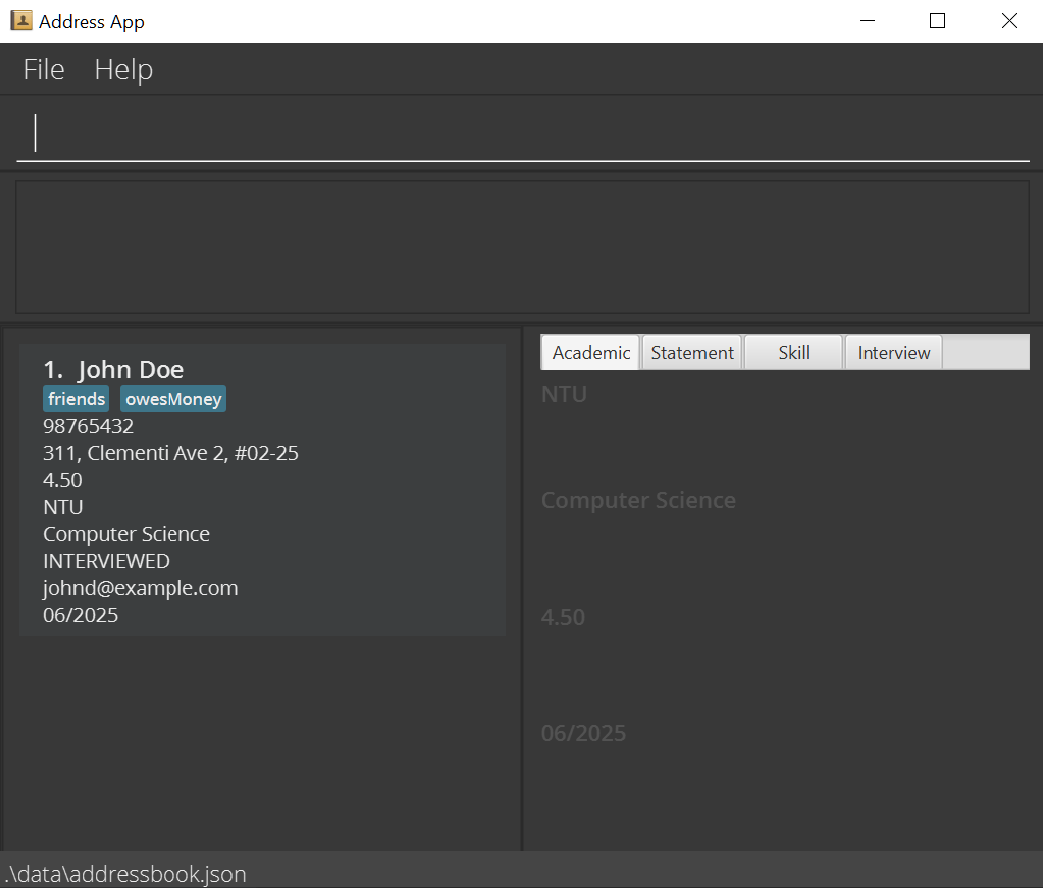 Address App
File Help
1. John Doe
friends owesMoney
98765432
311, Clementi Ave 2, #02-25
4.50
NTU
Computer Science
INTERVIEWED
johnd@example.com
06/2025
Academic Statement Skill Interview
NTU
Computer Science
4.50
06/2025
.\data\addressbook.json